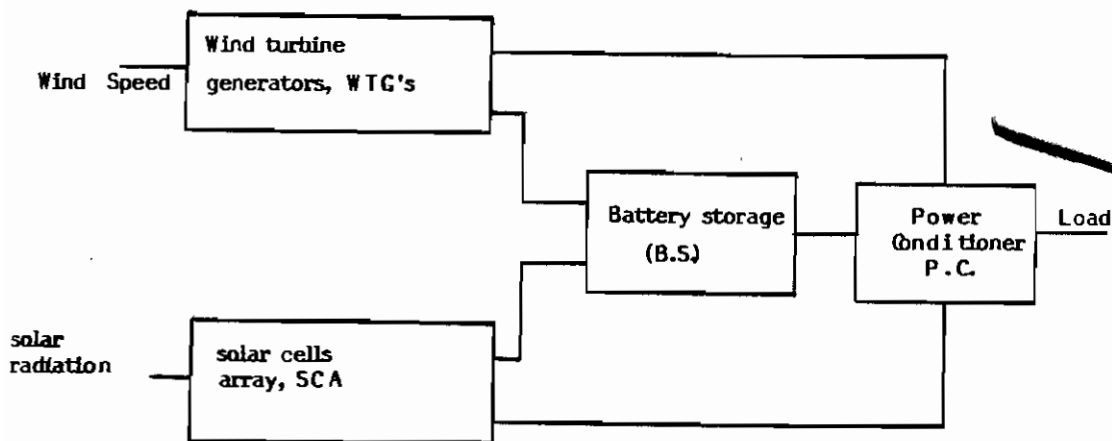 Wind turbine
generators, WTG's
Wind Speed
Battery storage
(B.S.)
Power
Conditioner
P.C.
Load
solar
radiation
solar cells
array, SCA